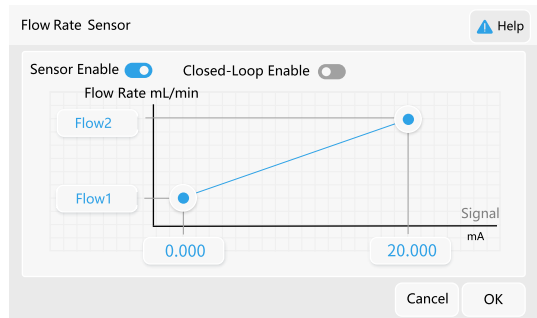 Flow Rate Sensor
Help
Sensor Enable
Closed-Loop Enable
Flow Rate mL/min
Flow2
Flow1
Signal
mA
0.000
20.000
Cancel
OK